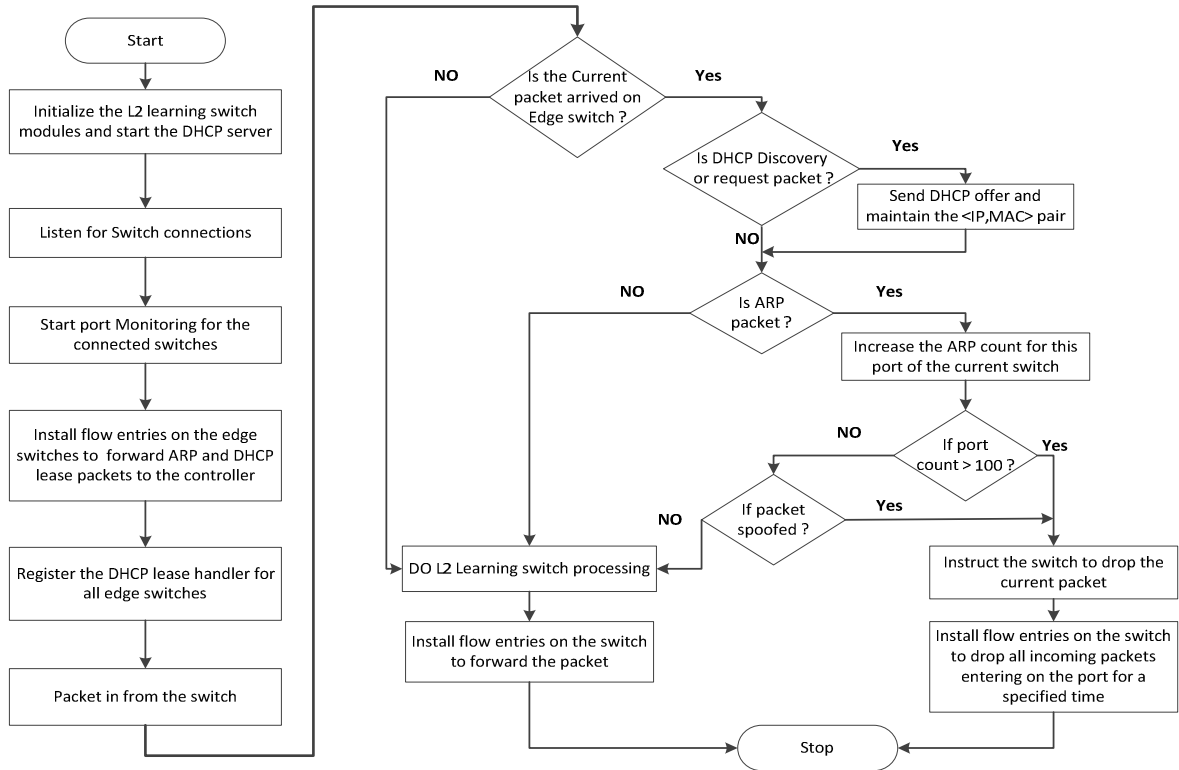 Start
Initialize the L2 learning switch
modules and start the DHCP server
Listen for Switch connections
Start port Monitoring for the
connected switches
Install flow entries on the edge
switches to forward ARP and DHCP
lease packets to the controller
Register the DHCP lease handler for
all edge switches
Packet in from the switch
NO
Is the Current
packet arrived on
Edge switch ?
Yes
Is DHCP Discovery
or request packet ?
Yes
Send DHCP offer and
maintain the <IP,MAC> pair
NO
NO
Is ARP
packet ?
Yes
Increase the ARP count for this
port of the current switch
NO
If port
count > 100 ?
Yes
NO
If packet
spoofed ?
Yes
DO L2 Learning switch processing
Instruct the switch to drop the
current packet
Install flow entries on the switch
to forward the packet
Install flow entries on the switch
to drop all incoming packets
entering on the port for a
specified time
Stop